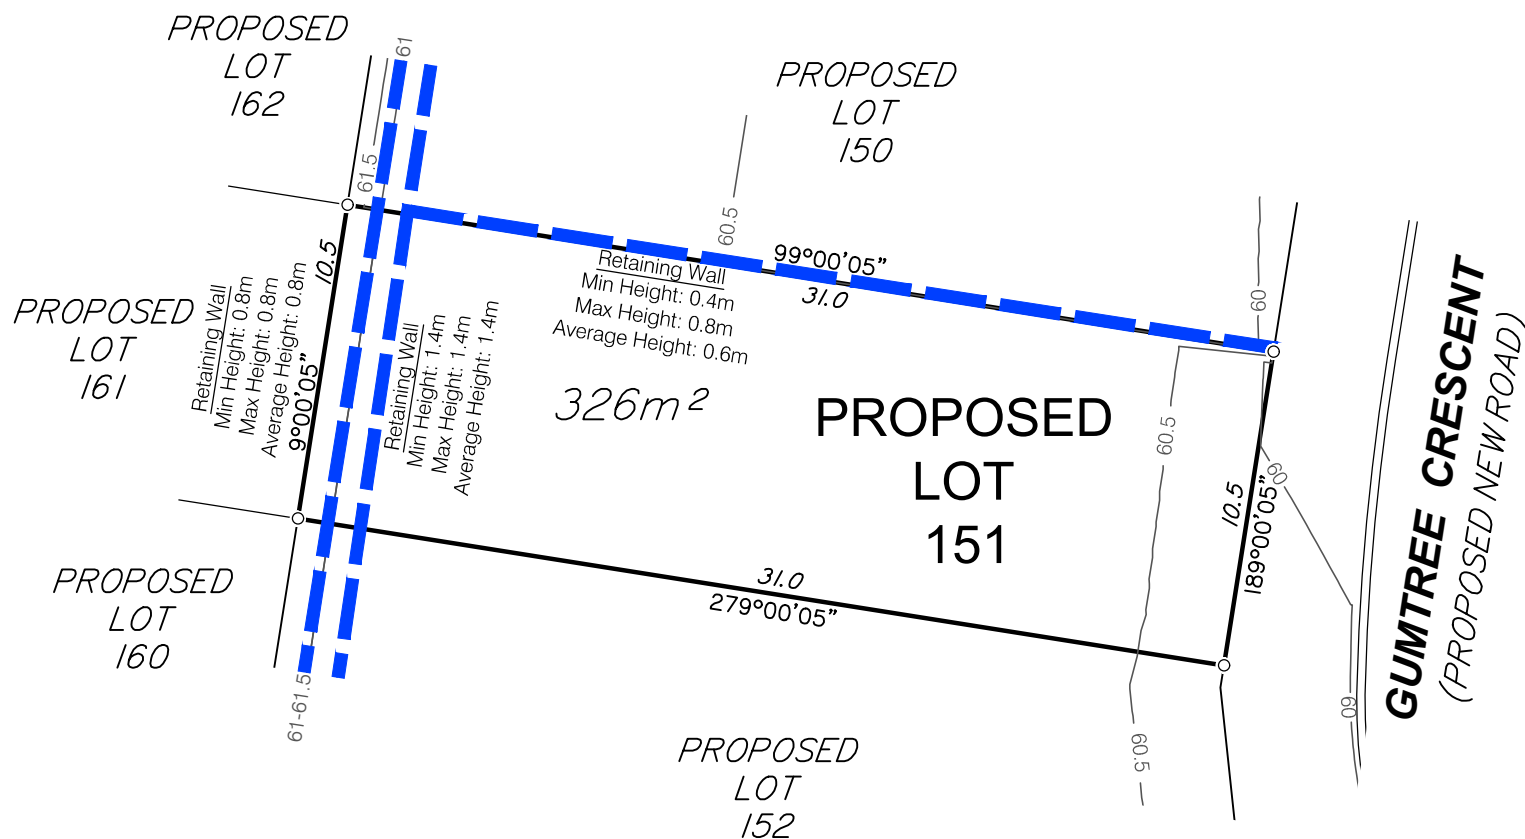 PROPOSED
LOT
162
61
61.5
PROPOSED
LOT
150
60.5
60
PROPOSED
LOT
161
10.5
9°00'05"
Retaining Wall
Min Height: 0.8m
Max Height: 0.8m
Average Height: 0.8m
Retaining Wall
Min Height: 1.4m
Max Height: 1.4m
Average Height: 1.4m
99°00'05"
31.0
Retaining Wall
Min Height: 0.4m
Max Height: 0.8m
Average Height: 0.6m
326m²
PROPOSED
LOT
151
60.5
60
10.5
189°00'05"
GUMTREE CRESCENT
(PROPOSED NEW ROAD)
31.0
279°00'05"
PROPOSED
LOT
160
61-61.5
PROPOSED
LOT
152
60.5
60